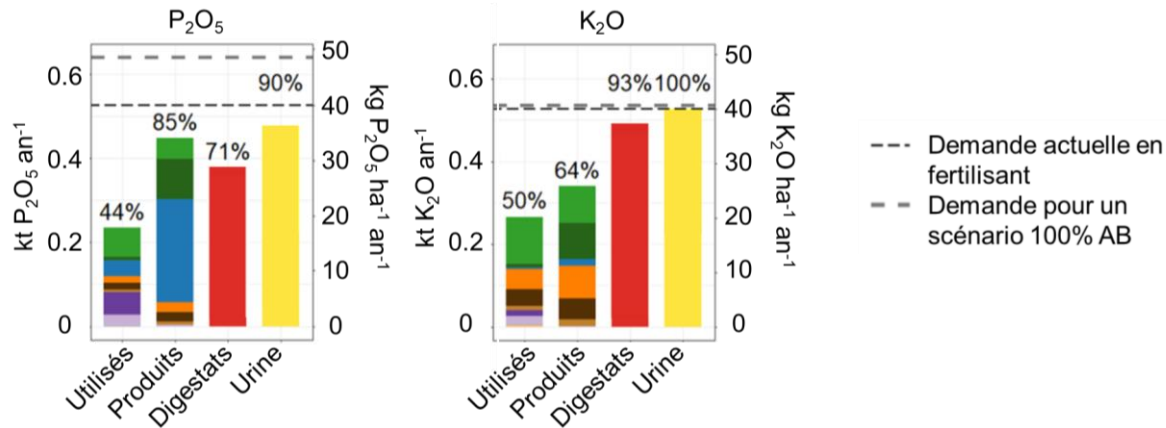 P₂O₅
kt P₂O₅ an⁻¹
0.6
0.4
0.2
0
44%
85%
71%
90%
50
40
30
20
10
0
kg P₂O₅ ha⁻¹ an⁻¹
Utilisés
Produits
Digestats
Urine
K₂O
kt K₂O an⁻¹
0.6
0.4
0.2
0
50%
64%
93%
100%
50
40
30
20
10
0
kg K₂O ha⁻¹ an⁻¹
Utilisés
Produits
Digestats
Urine
Demande actuelle en
fertilisant
Demande pour un
scénario 100% AB